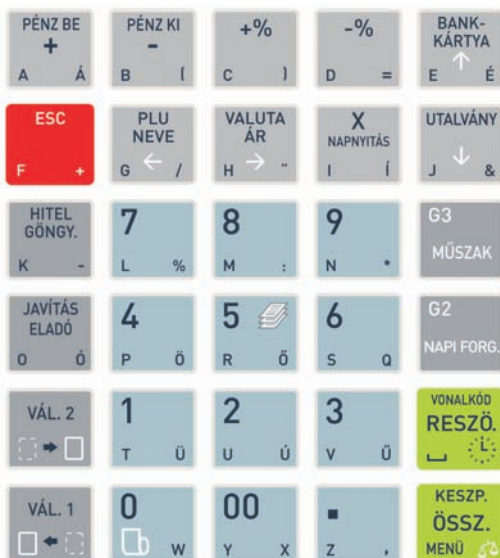 PÉNZ BE
+
A Á
PÉNZ KI
-
B (
+%
C )
-%
D =
BANK-
KÁRTYA
E É
ESC
F +
PLU
NEVE
G ← /
VALUTA
ÁR
H → "
X
NAPNYITÁS
I Í
UTALVÁNY
J & 
HITEL
GÖNGY.
K -
7
L %
8
M :
9
N *
G3
MŰSZAK
JAVÍTÁS
ELADÓ
O Ó
4
P Ö
5
R Ő
6
S Q
G2
NAPI FORG.
VÁL. 2
1
T Ü
2
U Ú
3
V Ű
VONALKÓD
RESZÖ.
VÁL. 1
0
W
00
Y X
.
Z ,
KESZP.
ÖSSZ.
MENÜ